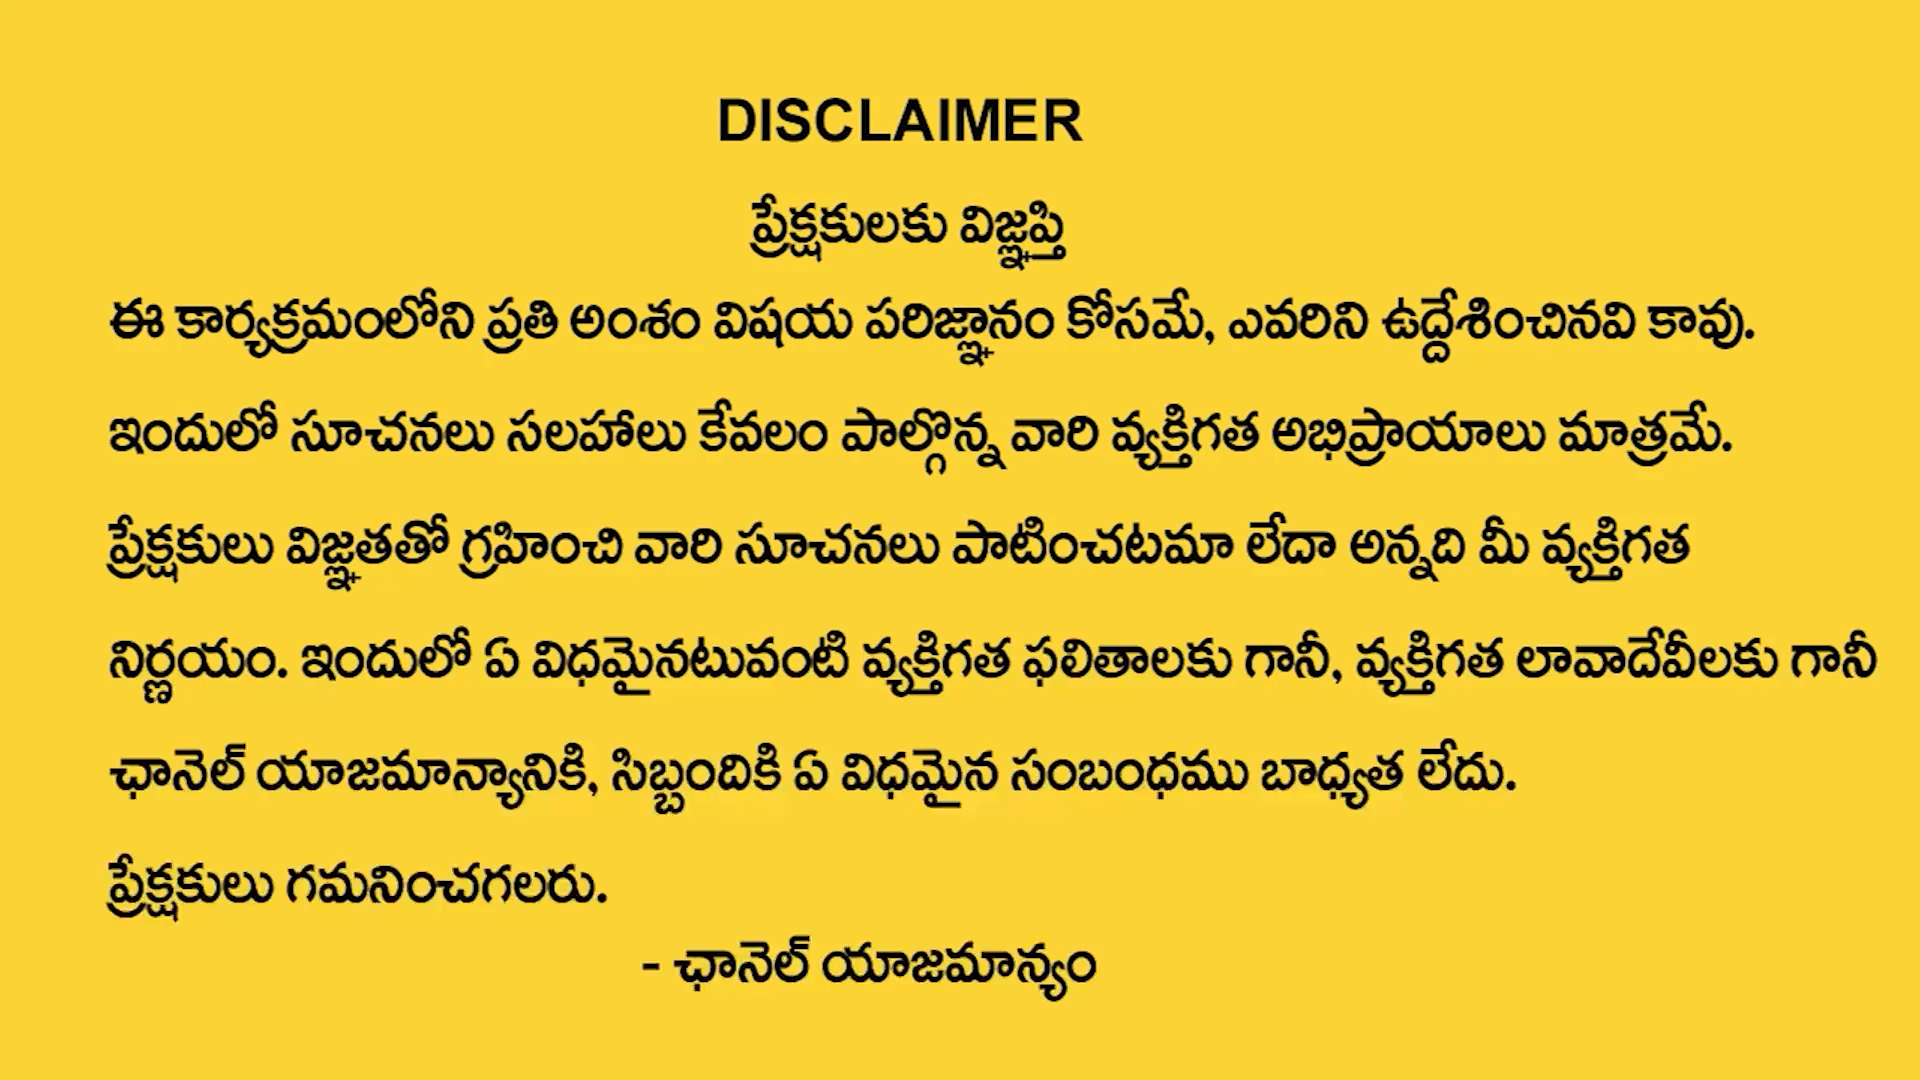 DISCLAIMER
ప్రేక్షకులకు విజ్ఞప్తి
ఈ కార్యక్రమంలోని ప్రతి అంశం విషయ పరిజ్ఞానం కోసమే, ఎవరిని ఉద్దేశించినవి కావు.
ఇందులో సూచనలు సలహాలు కేవలం పాల్గొన్న వారి వ్యక్తిగత అభిప్రాయాలు మాత్రమే.
ప్రేక్షకులు విజ్ఞతతో గ్రహించి వారి సూచనలు పాటించటమా లేదా అన్నది మీ వ్యక్తిగత
నిర్ణయం. ఇందులో ఏ విధమైనటువంటి వ్యక్తిగత ఫలితాలకు గానీ, వ్యక్తిగత లావాదేవీలకు గానీ
ఛానెల్ యాజమాన్యానికి, సిబ్బందికి ఏ విధమైన సంబంధము బాధ్యత లేదు.
ప్రేక్షకులు గమనించగలరు.
- ఛానెల్ యాజమాన్యం